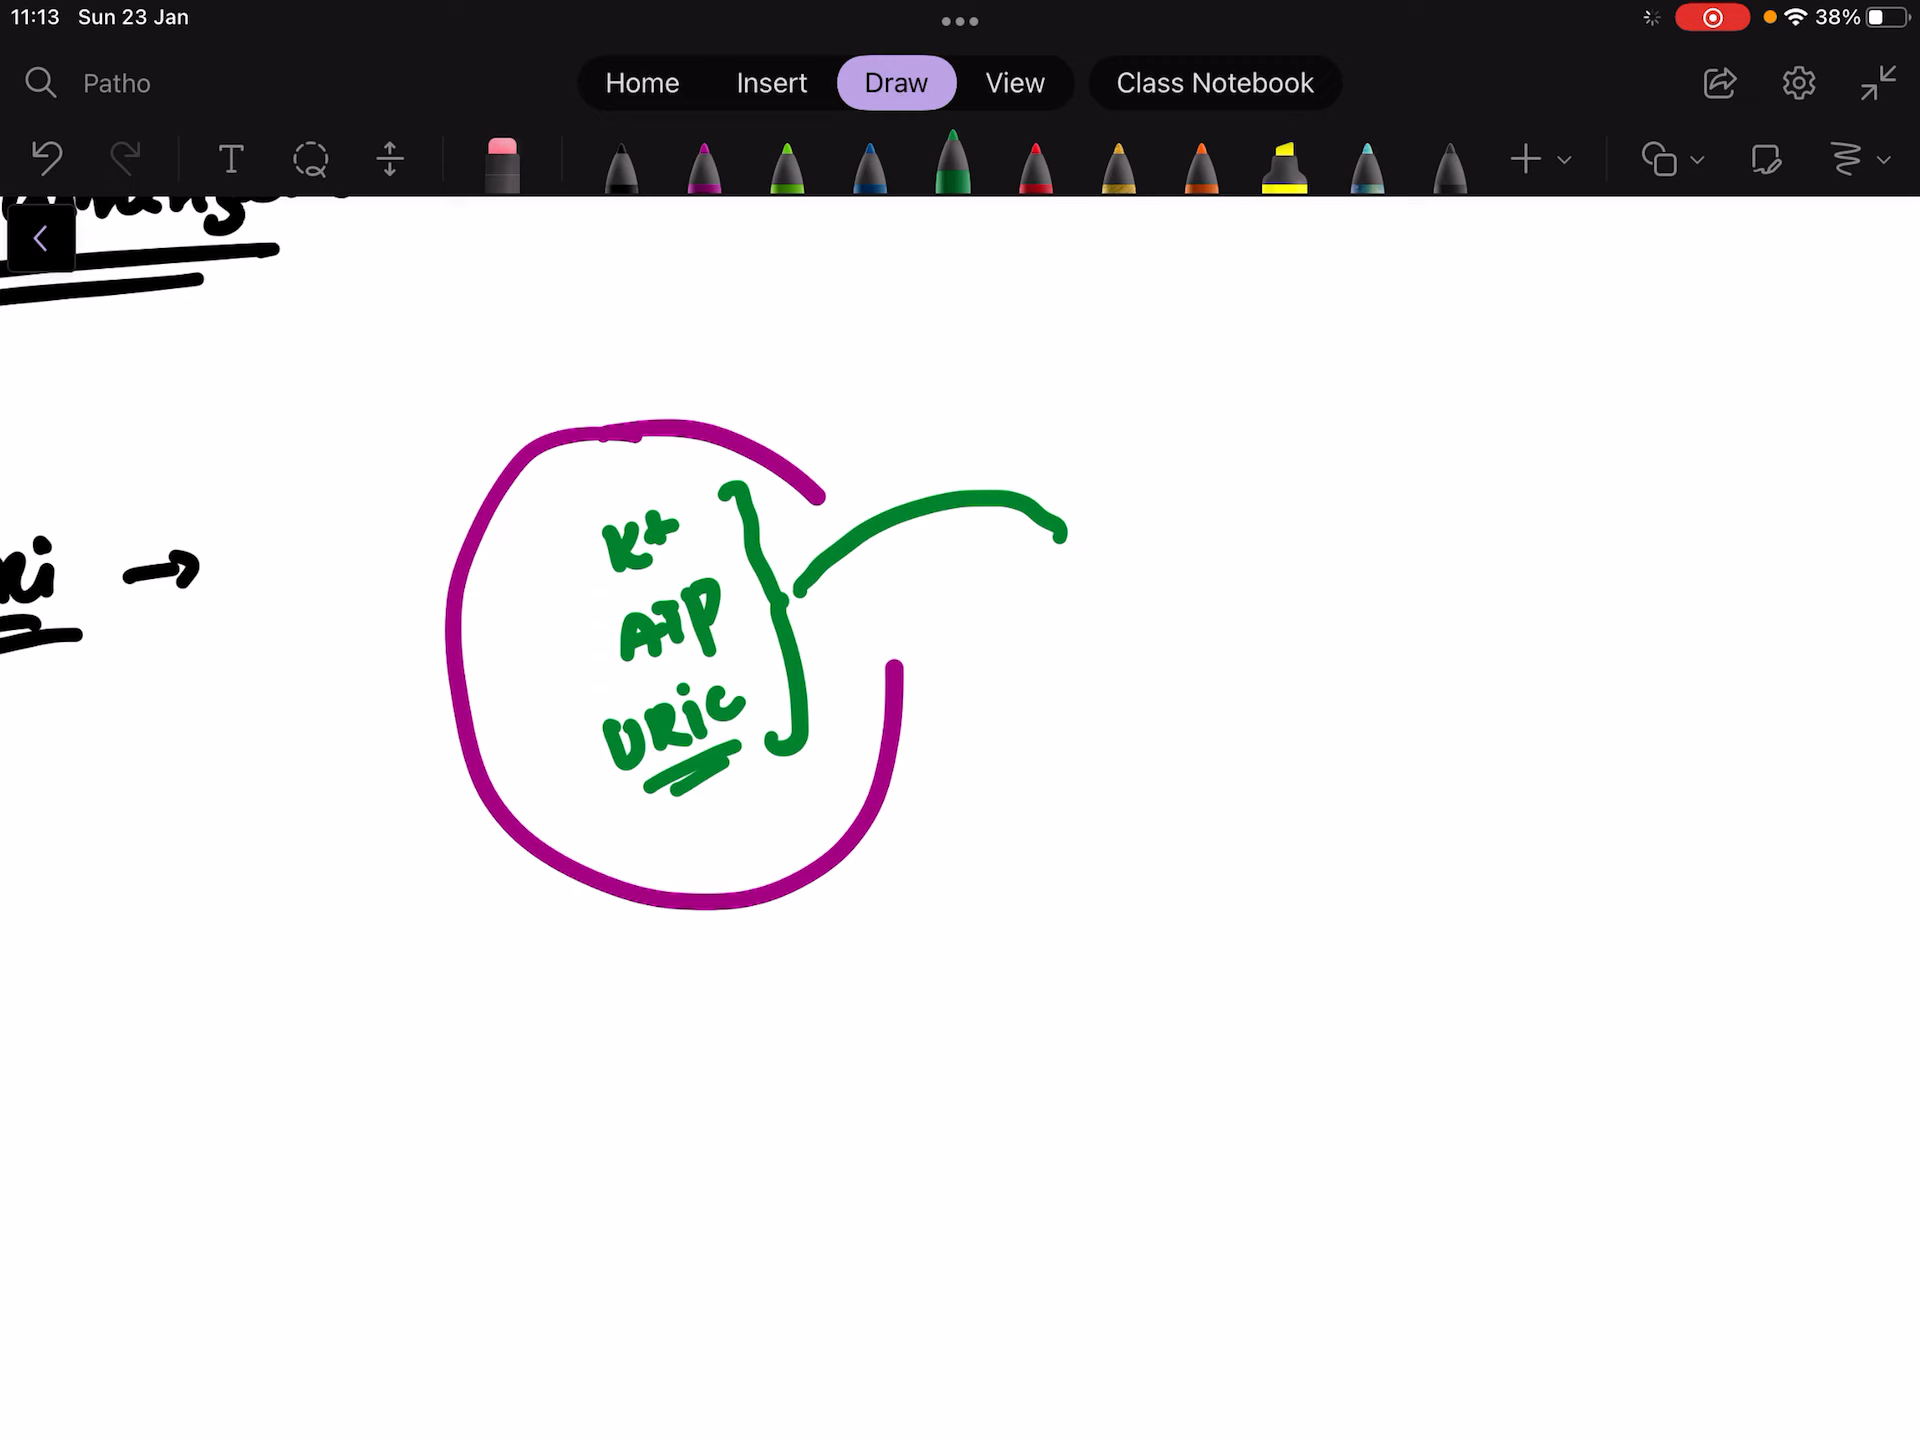 11:13 Sun 23 Jan
38%
Patho
Home Insert Draw View Class Notebook
T
K+
ATP
URic